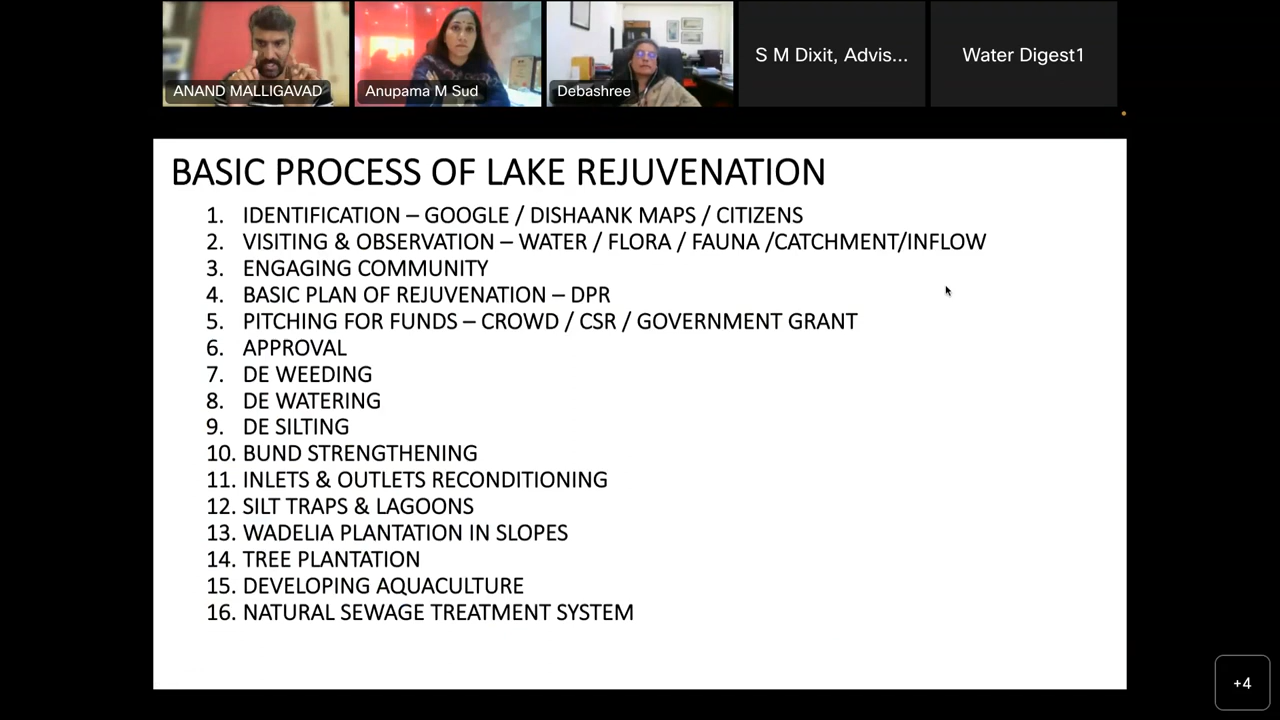 ANAND MALLIGAVAD
Anupama M Sud
Debashree
S M Dixit, Advis...
Water Digest1
BASIC PROCESS OF LAKE REJUVENATION
1. IDENTIFICATION – GOOGLE / DISHAANK MAPS / CITIZENS
2. VISITING & OBSERVATION – WATER / FLORA / FAUNA /CATCHMENT/INFLOW
3. ENGAGING COMMUNITY
4. BASIC PLAN OF REJUVENATION – DPR
5. PITCHING FOR FUNDS – CROWD / CSR / GOVERNMENT GRANT
6. APPROVAL
7. DE WEEDING
8. DE WATERING
9. DE SILTING
10. BUND STRENGTHENING
11. INLETS & OUTLETS RECONDITIONING
12. SILT TRAPS & LAGOONS
13. WADELIA PLANTATION IN SLOPES
14. TREE PLANTATION
15. DEVELOPING AQUACULTURE
16. NATURAL SEWAGE TREATMENT SYSTEM
+4